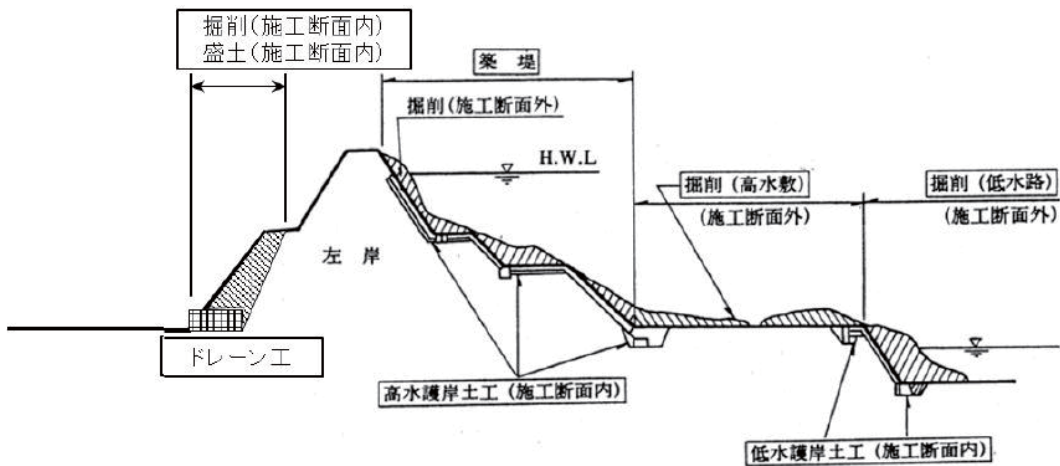 掘削(施工断面内)
盛土(施工断面内)
築堤
掘削(施工断面外)
H.W.L
掘削(高水敷)
(施工断面外)
掘削(低水路)
(施工断面外)
左岸
ドレーン工
高水護岸土工(施工断面内)
低水護岸土工(施工断面内)